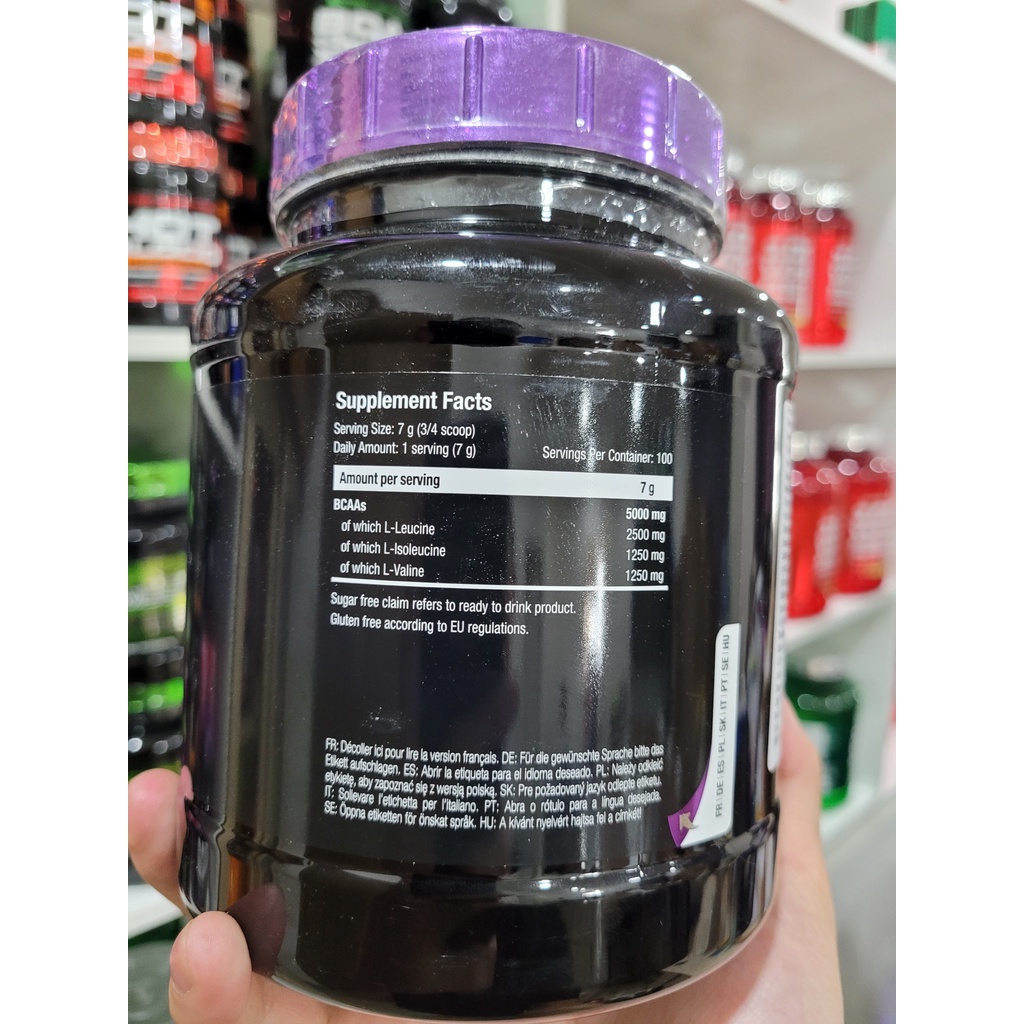 Supplement Facts
Serving Size: 7 g (3/4 scoop)
Daily Amount: 1 serving (7 g)
Servings Per Container: 100
Amount per serving 7 g
BCAAs 5000 mg
of which L-Leucine 2500 mg
of which L-Isoleucine 1250 mg
of which L-Valine 1250 mg
Sugar free claim refers to ready to drink product.
Gluten free according to EU regulations.
FR: Décoller ici pour lire la version français. DE: Für die gewünschte Sprache bitte das
Etikett aufschlagen. ES: Abrir la etiqueta para el idioma deseado. PL: Należy odkleić
etykietę, aby zapoznać się z wersją polską. SK: Pre požadovaný jazyk odlepte etiketu.
IT: Sollevare l'etichetta per l'italiano. PT: Abra o rótulo para a língua desejada.
SE: Öppna etiketten för önskat språk. HU: A kívánt nyelvért hajtsa fel a címkét!
FR | DE | ES | PL | SK | IT | PT | SE | HU